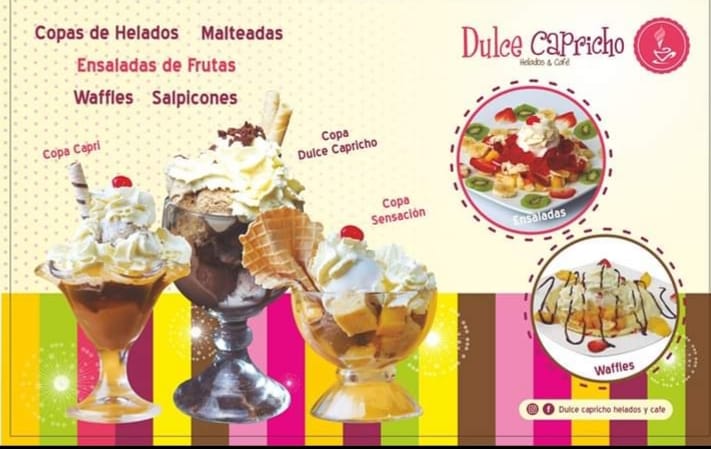 Copas de Helados Malteadas
Ensaladas de Frutas
Waffles Salpicones
Dulce Capricho
Helados & Café
Copa Capri
Copa
Dulce Capricho
Copa
Sensación
Ensaladas
Waffles
Dulce capricho helados y cafe